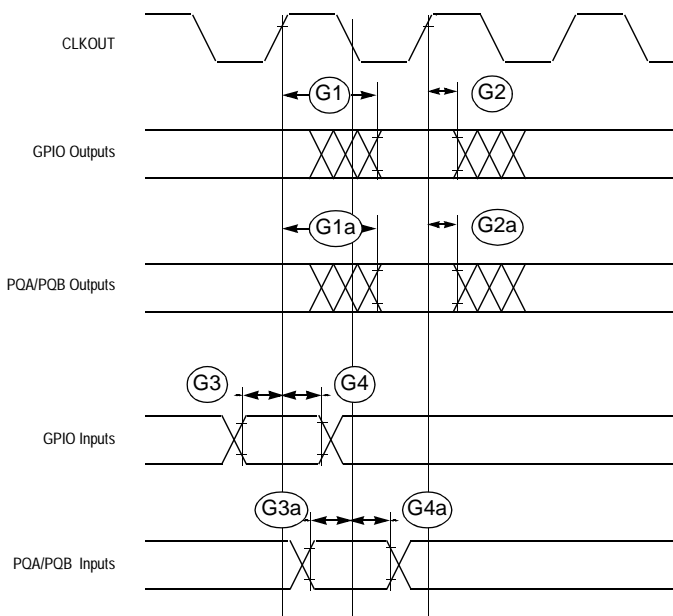 CLKOUT
G1
G2
GPIO Outputs
G1a
G2a
PQA/PQB Outputs
G3
G4
GPIO Inputs
G3a
G4a
PQA/PQB Inputs